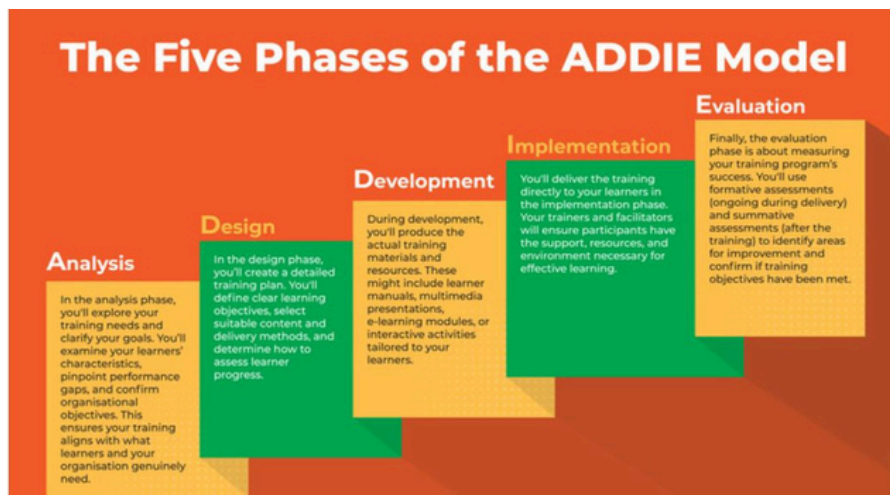 The Five Phases of the ADDIE Model
Analysis
In the analysis phase,
you'll explore your
training needs and
clarify your goals. You'll
examine your learners'
characteristics,
pinpoint performance
gaps, and confirm
organisational
objectives. This
ensures your training
aligns with what
learners and your
organisation genuinely
need.
Design
In the design phase,
you'll create a detailed
training plan. You'll
define clear learning
objectives, select
suitable content and
delivery methods, and
determine how to
assess learner
progress.
Development
During development,
you'll produce the
actual training
materials and
resources. These
might include learner
manuals, multimedia
presentations,
e-learning modules, or
interactive activities
tailored to your
learners.
Implementation
You'll deliver the training
directly to your learners in
the implementation phase.
Your trainers and facilitators
will ensure participants have
the support, resources, and
environment necessary for
effective learning.
Evaluation
Finally, the evaluation
phase is about measuring
your training program's
success. You'll use
formative assessments
(ongoing during delivery)
and summative
assessments (after the
training) to identify areas
for improvement and
confirm if training
objectives have been met.